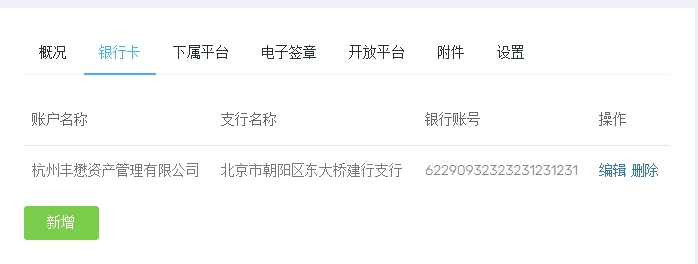 概况 银行卡 下属平台 电子签章 开放平台 附件 设置
账户名称 支行名称 银行账号 操作
杭州丰懋资产管理有限公司 北京市朝阳区东大桥建行支行 62290932323231231231 编辑 删除
新增